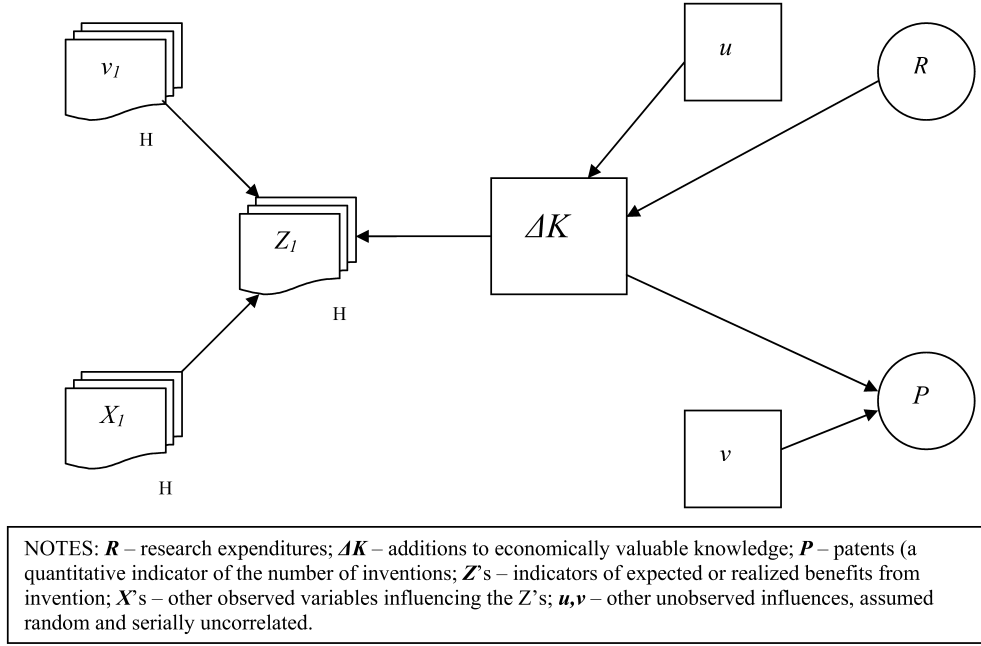 v1
H
u
R
Z1
H
ΔK
X1
H
v
P
NOTES: R – research expenditures; ΔK – additions to economically valuable knowledge; P – patents (a
quantitative indicator of the number of inventions; Z’s – indicators of expected or realized benefits from
invention; X’s – other observed variables influencing the Z’s; u,v – other unobserved influences, assumed
random and serially uncorrelated.